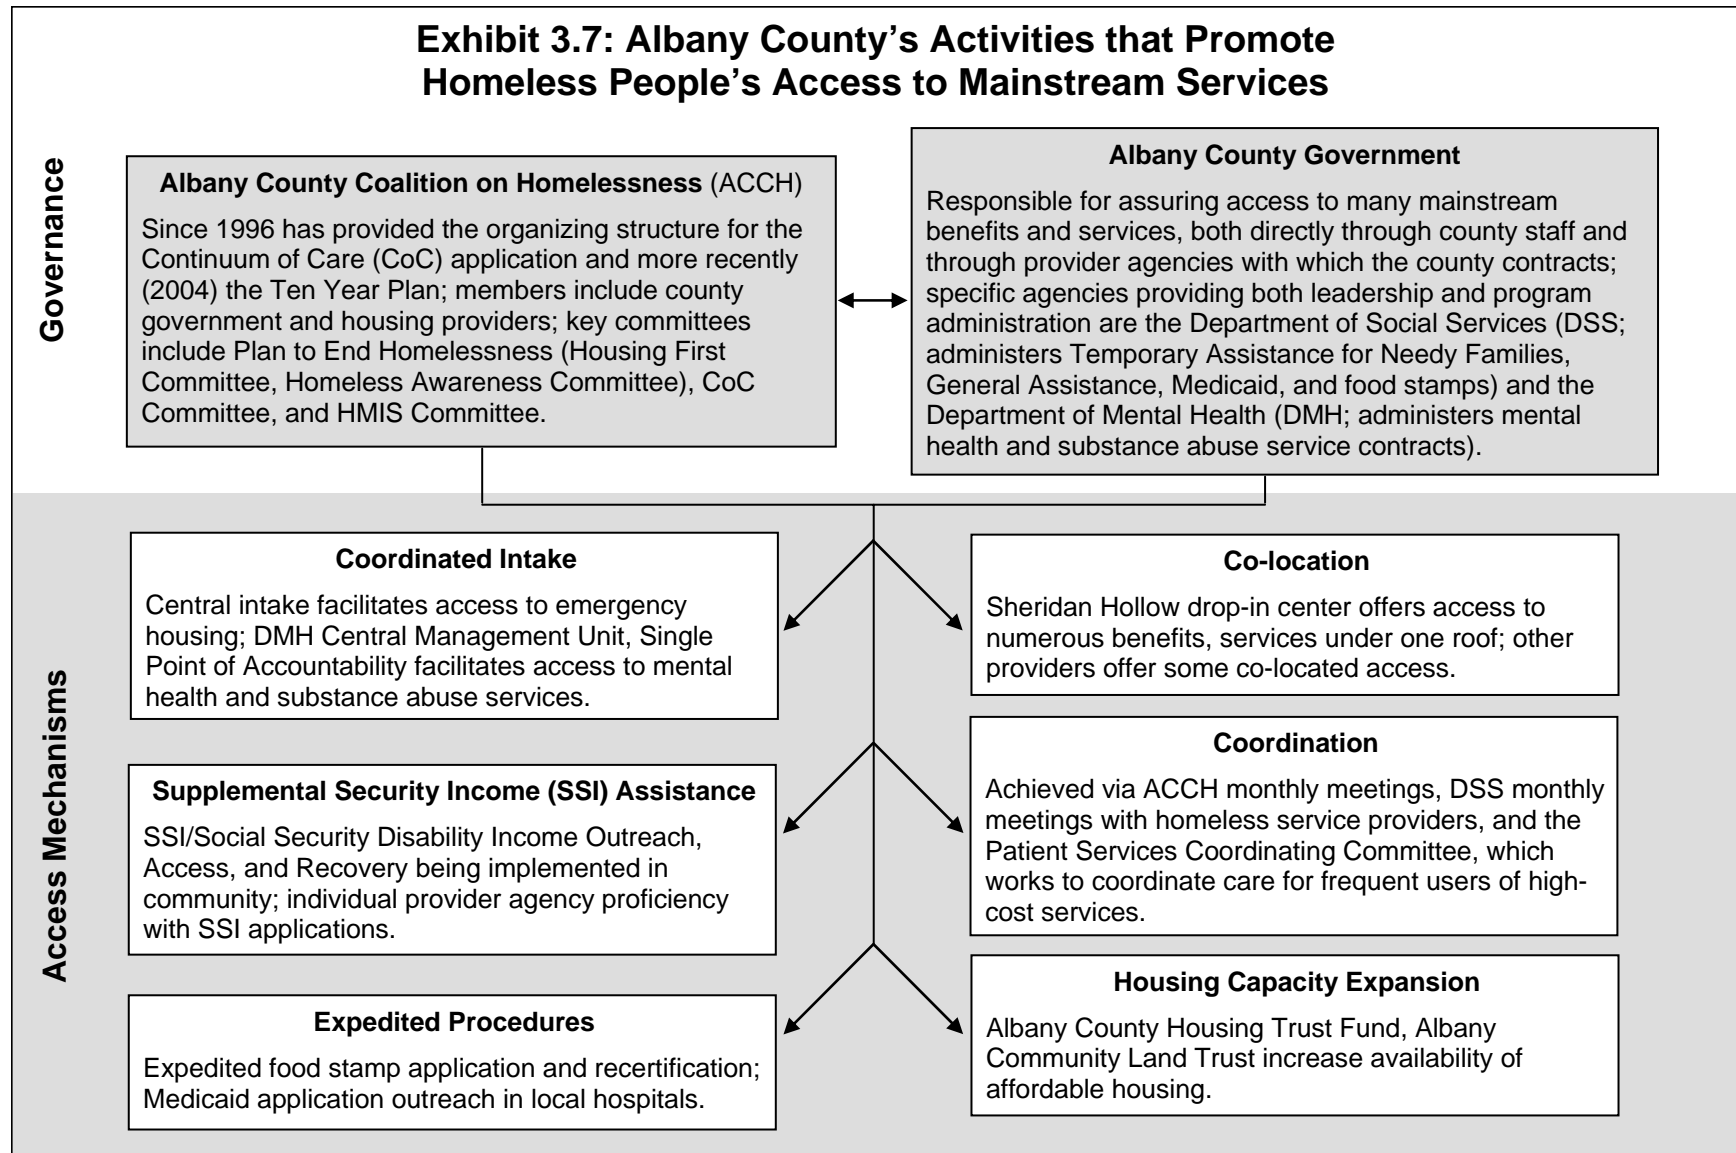 Exhibit 3.7: Albany County's Activities that Promote
Homeless People's Access to Mainstream Services
Governance
Albany County Coalition on Homelessness (ACCH)
Since 1996 has provided the organizing structure for the
Continuum of Care (CoC) application and more recently
(2004) the Ten Year Plan; members include county
government and housing providers; key committees
include Plan to End Homelessness (Housing First
Committee, Homeless Awareness Committee), CoC
Committee, and HMIS Committee.
Albany County Government
Responsible for assuring access to many mainstream
benefits and services, both directly through county staff and
through provider agencies with which the county contracts;
specific agencies providing both leadership and program
administration are the Department of Social Services (DSS;
administers Temporary Assistance for Needy Families,
General Assistance, Medicaid, and food stamps) and the
Department of Mental Health (DMH; administers mental
health and substance abuse service contracts).
Access Mechanisms
Coordinated Intake
Central intake facilitates access to emergency
housing; DMH Central Management Unit, Single
Point of Accountability facilitates access to mental
health and substance abuse services.
Co-location
Sheridan Hollow drop-in center offers access to
numerous benefits, services under one roof; other
providers offer some co-located access.
Supplemental Security Income (SSI) Assistance
SSI/Social Security Disability Income Outreach,
Access, and Recovery being implemented in
community; individual provider agency proficiency
with SSI applications.
Coordination
Achieved via ACCH monthly meetings, DSS monthly
meetings with homeless service providers, and the
Patient Services Coordinating Committee, which
works to coordinate care for frequent users of high-
cost services.
Expedited Procedures
Expedited food stamp application and recertification;
Medicaid application outreach in local hospitals.
Housing Capacity Expansion
Albany County Housing Trust Fund, Albany
Community Land Trust increase availability of
affordable housing.